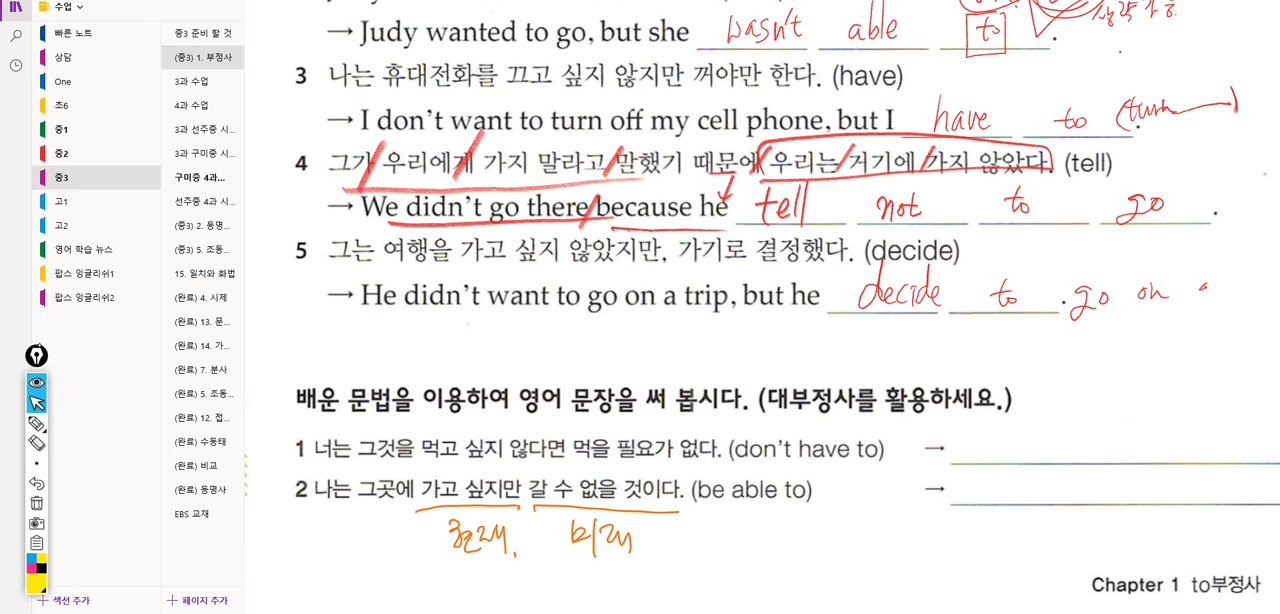 수업
빠른 노트
상담
One
초6
중1
중2
중3
고1
고2
영어 학습 뉴스
팝스 잉글리쉬1
팝스 잉글리쉬2
섹션 추가
중3 준비 할 것
(중3) 1. 부정사
3과 수업
4과 수업
3과 선주중 시...
3과 구미중 시...
구미중 4과...
선주중 4과 시...
(중3) 2. 동명...
(중3) 5. 조동...
15. 일치와 화법
(완료) 4. 시제
(완료) 13. 문...
(완료) 14. 가...
(완료) 7. 분사
(완료) 5. 조동...
(완료) 12. 접...
(완료) 수동태
(완료) 비교
(완료) 동명사
EBS 교재
페이지 추가
생략 가능
→ Judy wanted to go, but she wasn't able to.
3 나는 휴대전화를 끄고 싶지 않지만 꺼야만 한다. (have)
→ I don't want to turn off my cell phone, but I have to. (turn
4 그가 우리에게 가지 말라고 말했기 때문에 우리는 거기에 가지 않았다. (tell)
→ We didn't go there because he tell not to go.
5 그는 여행을 가고 싶지 않았지만, 가기로 결정했다. (decide)
→ He didn't want to go on a trip, but he decide to. go on a
배운 문법을 이용하여 영어 문장을 써 봅시다. (대부정사를 활용하세요.)
1 너는 그것을 먹고 싶지 않다면 먹을 필요가 없다. (don't have to) →
2 나는 그곳에 가고 싶지만 갈 수 없을 것이다. (be able to) →
현재. 미래
Chapter 1 to부정사